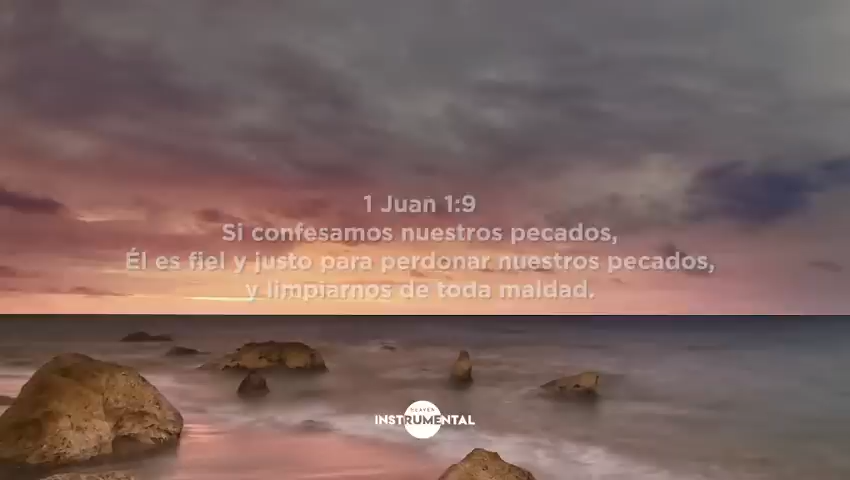 1 Juan 1:9
Si confesamos nuestros pecados,
Él es fiel y justo para perdonar nuestros pecados,
y limpiarnos de toda maldad.
HEAVEN
INSTRUMENTAL